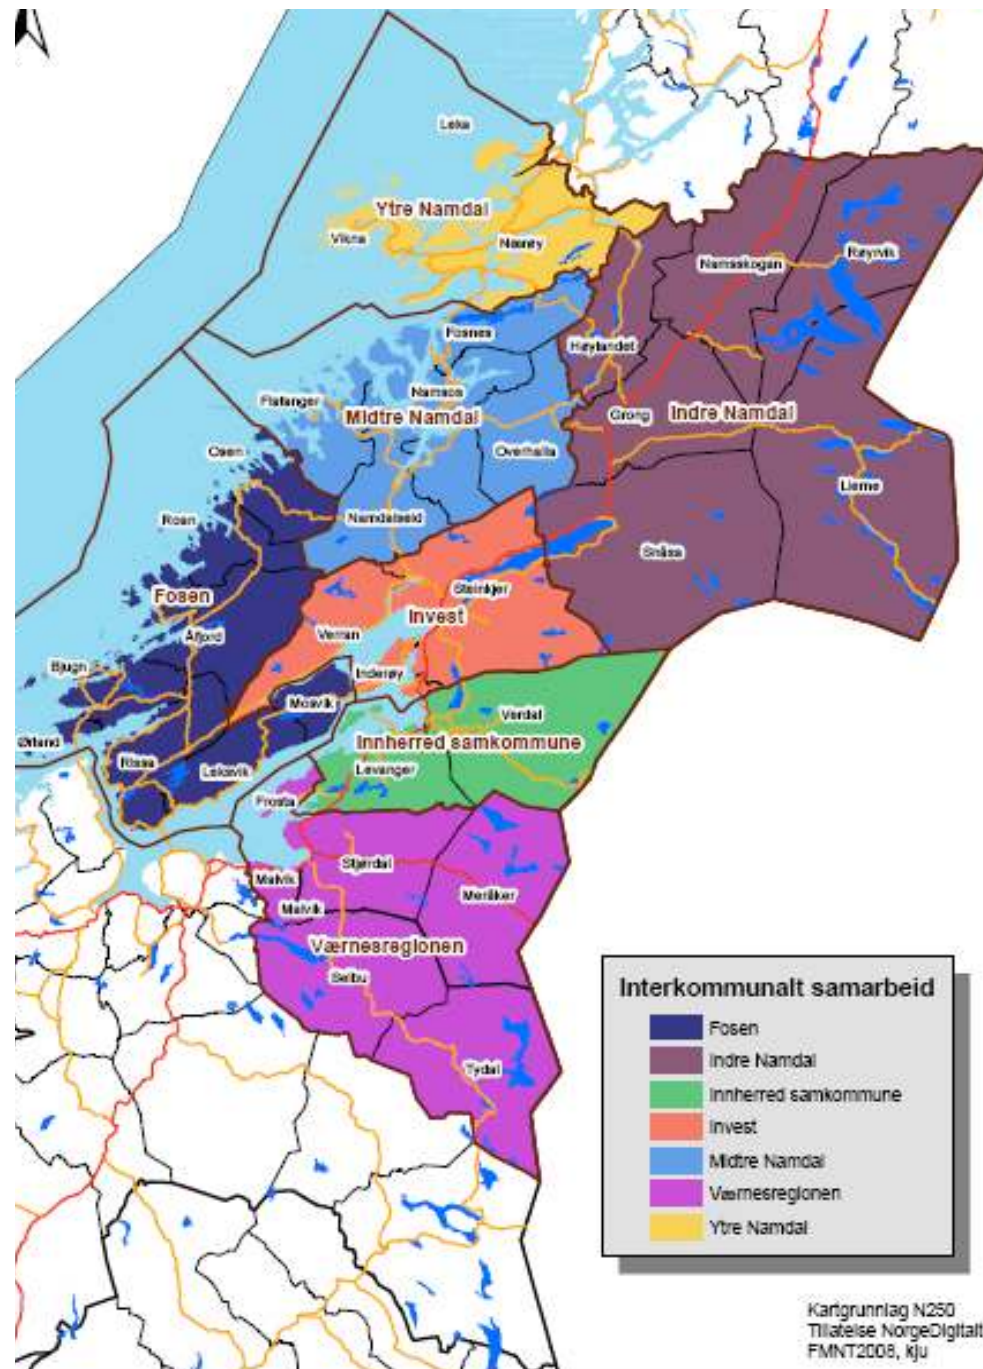 Leka
Ytre Namdal
Vikna
Nærøy
Namsskogan
Røyrvik
Fosnes
Høylandet
Namsos
Flatanger
Midtre Namdal
Grong
Indre Namdal
Osen
Overhalla
Lierne
Roan
Namdalseid
Snåsa
Steinkjer
Fosen
Invest
Åfjord
Verran
Bjugn
Inderøy
Mosvik
Verdal
Ørland
Innherred samkommune
Rissa
Leksvik
Levanger
Frosta
Stjørdal
Malvik
Meråker
Malvik
Værnesregionen
Selbu
Tydal
Interkommunalt samarbeid
Fosen
Indre Namdal
Innherred samkommune
Invest
Midtre Namdal
Værnesregionen
Ytre Namdal
Kartgrunnlag N250
Tillatelse NorgeDigitalt
FMNT2008, kju